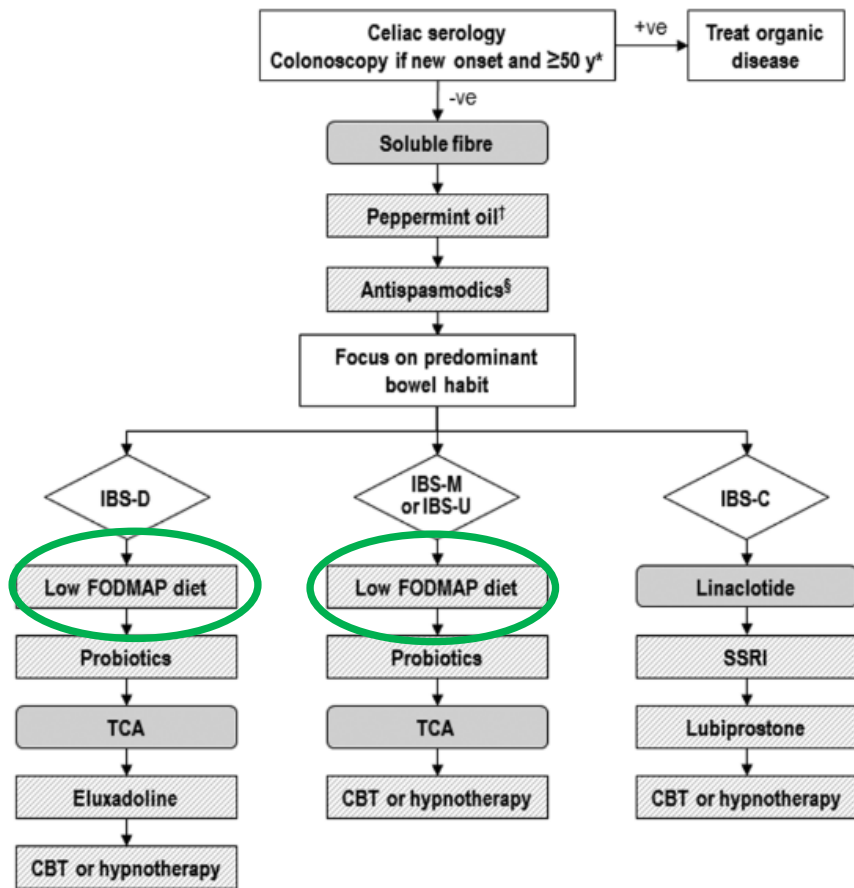 Celiac serology
Colonoscopy if new onset and ≥50 y*
+ve
Treat organic
disease
-ve
Soluble fibre
Peppermint oil†
Antispasmodics§
Focus on predominant
bowel habit
IBS-D
IBS-M
or IBS-U
IBS-C
Low FODMAP diet
Low FODMAP diet
Linaclotide
Probiotics
Probiotics
SSRI
TCA
TCA
Lubiprostone
Eluxadoline
CBT or hypnotherapy
CBT or hypnotherapy
CBT or hypnotherapy